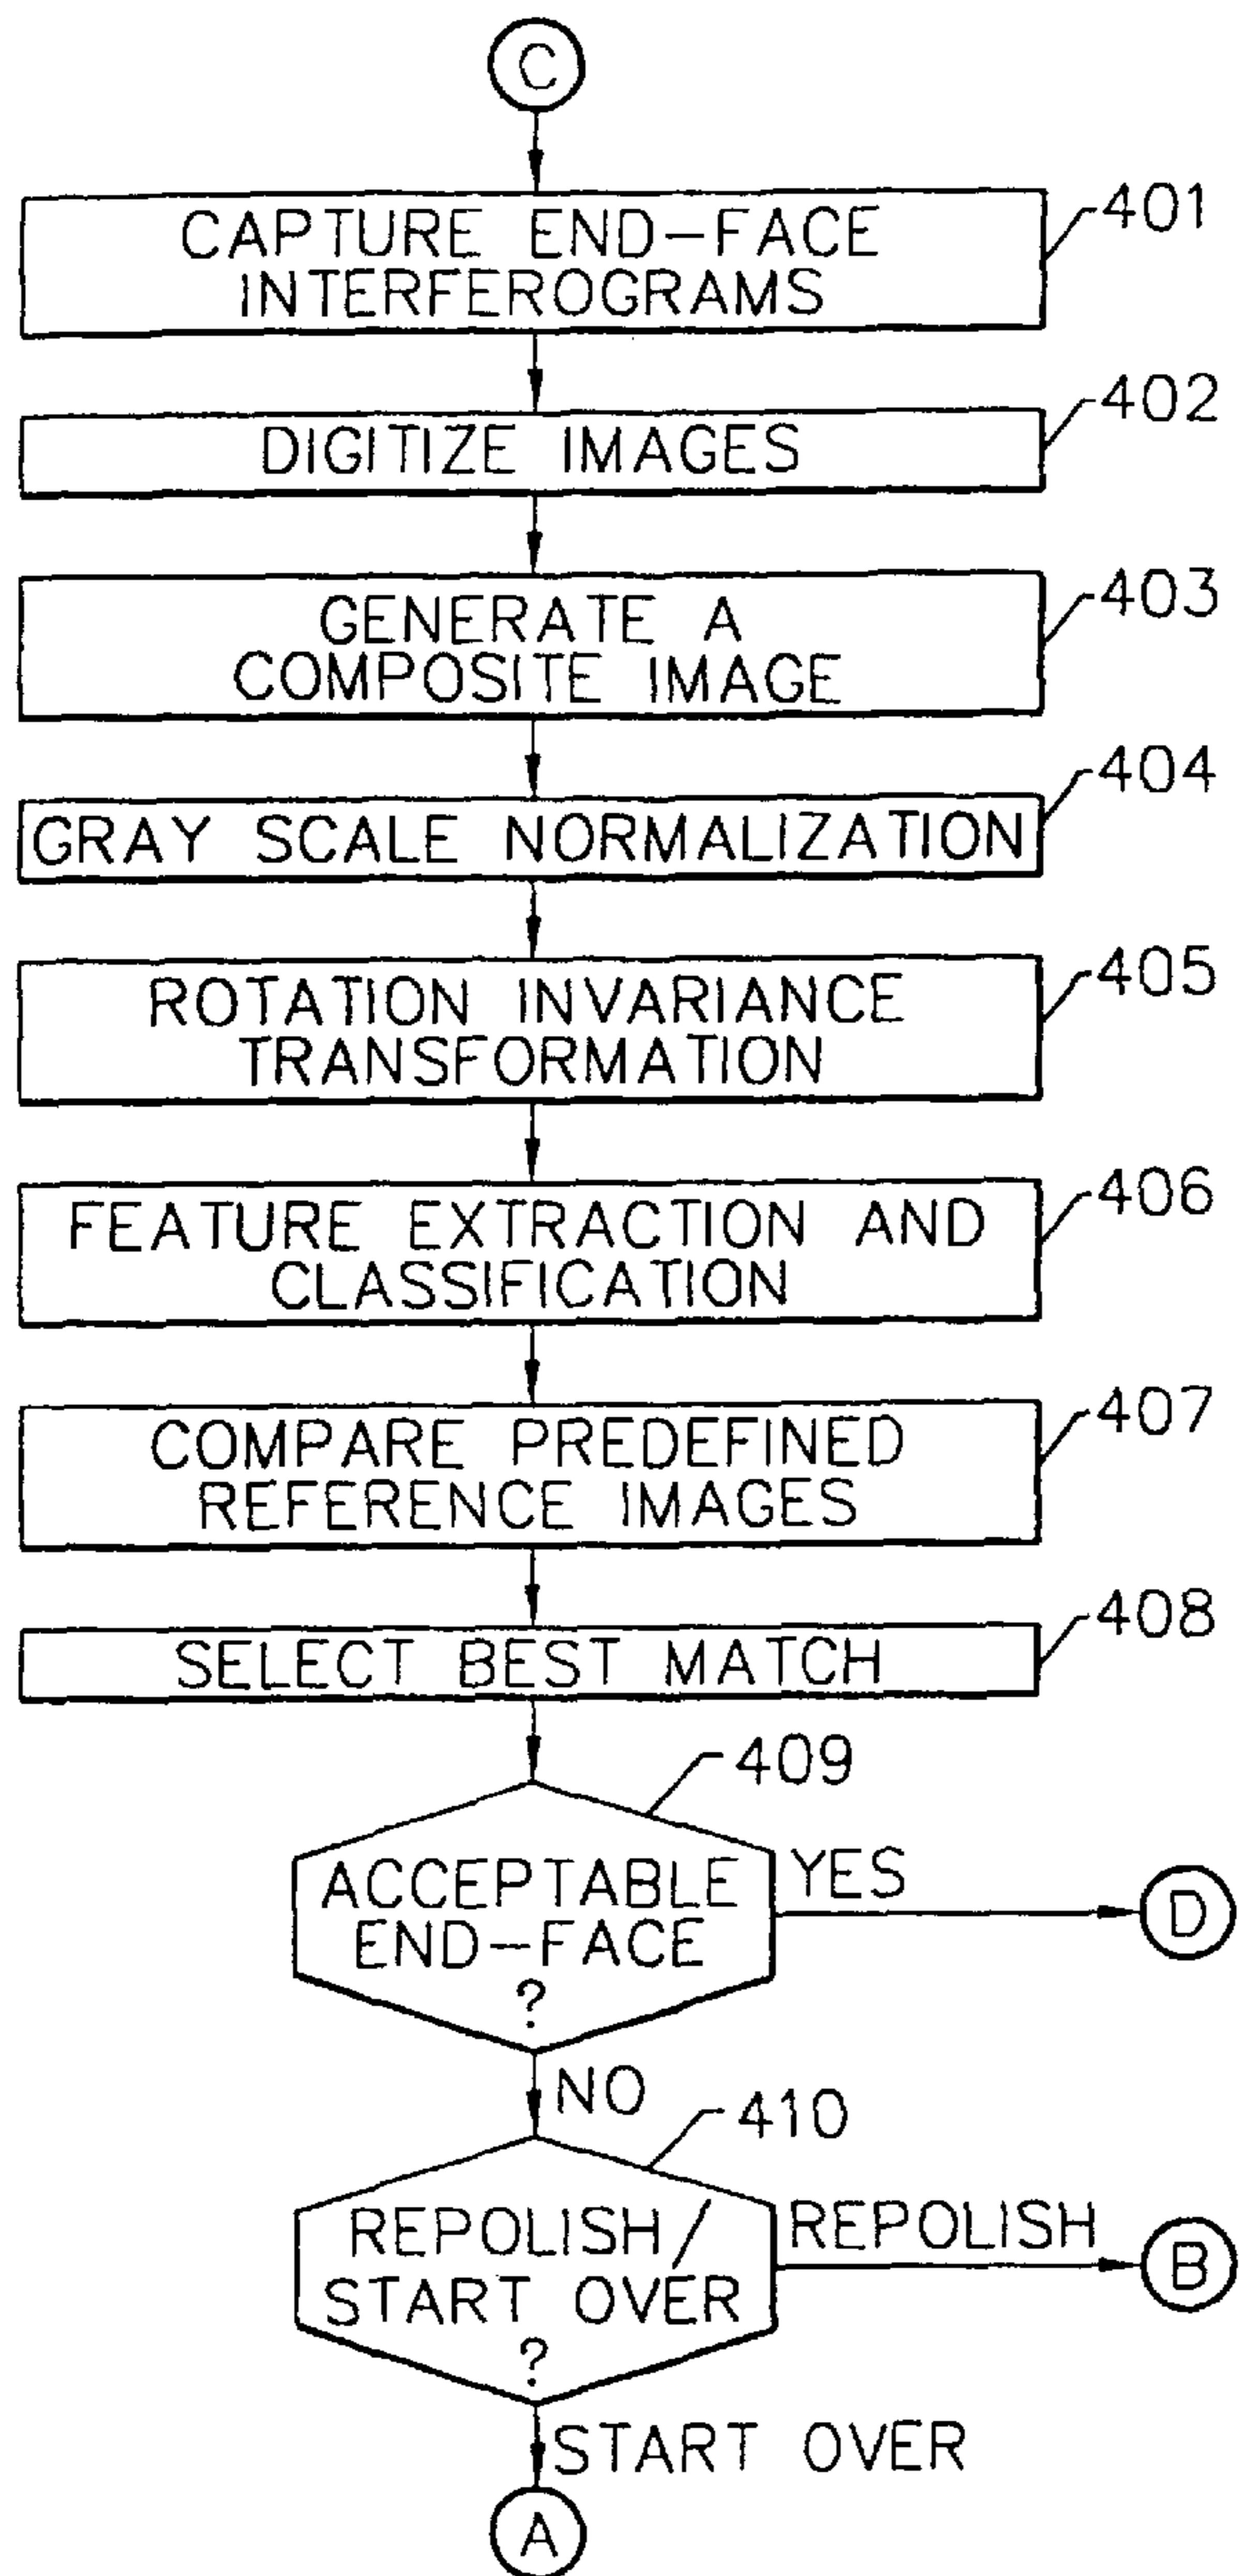 C
CAPTURE END-FACE
INTERFEROGRAMS
401
DIGITIZE IMAGES
402
GENERATE A
COMPOSITE IMAGE
403
GRAY SCALE NORMALIZATION
404
ROTATION INVARIANCE
TRANSFORMATION
405
FEATURE EXTRACTION AND
CLASSIFICATION
406
COMPARE PREDEFINED
REFERENCE IMAGES
407
SELECT BEST MATCH
408
409
ACCEPTABLE
END-FACE
?
YES
D
NO
410
REPOLISH/
START OVER
?
REPOLISH
B
START OVER
A